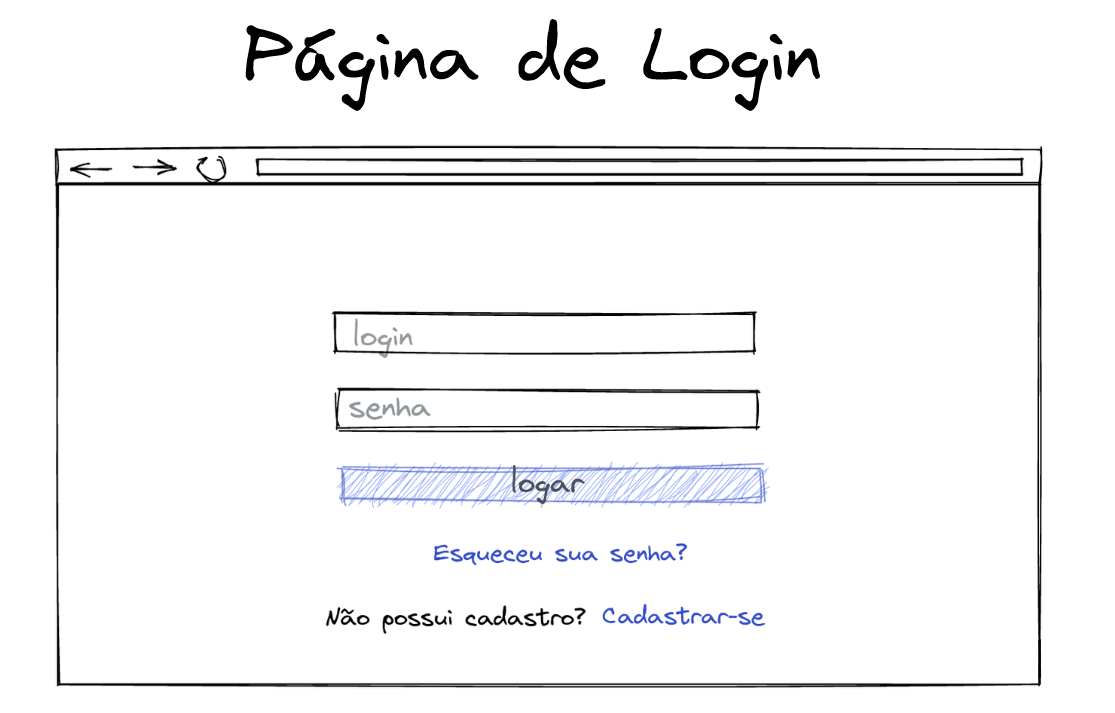 Página de Login
login
senha
logar
Esqueceu sua senha?
Não possui cadastro? Cadastrar-se